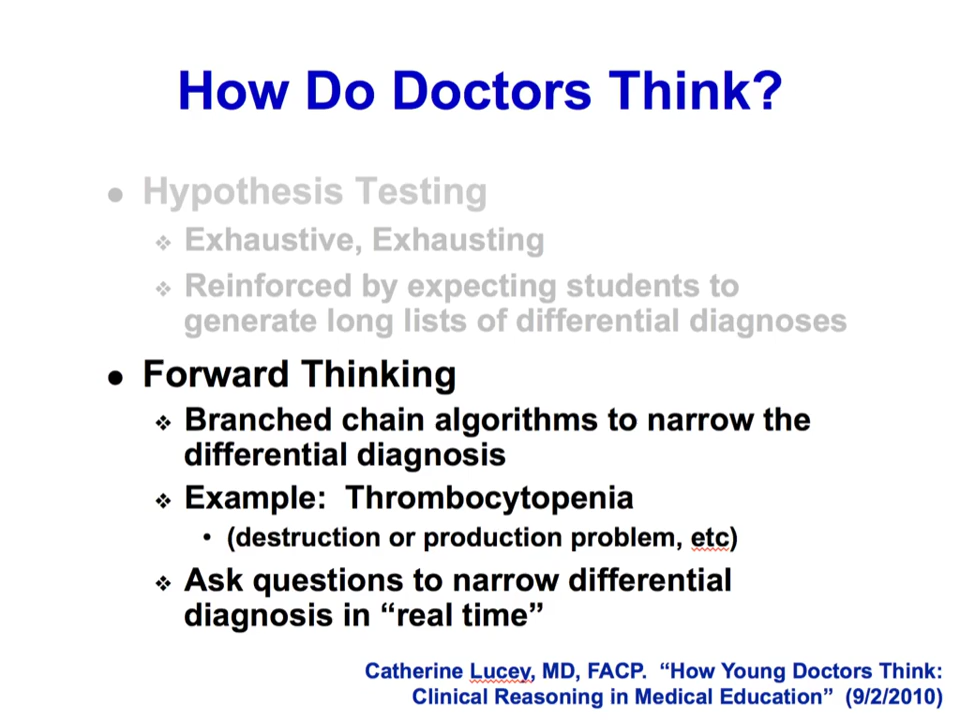 How Do Doctors Think?
Hypothesis Testing
Exhaustive, Exhausting
Reinforced by expecting students to
generate long lists of differential diagnoses
Forward Thinking
Branched chain algorithms to narrow the
differential diagnosis
Example: Thrombocytopenia
(destruction or production problem, etc)
Ask questions to narrow differential
diagnosis in “real time”
Catherine Lucey, MD, FACP. “How Young Doctors Think:
Clinical Reasoning in Medical Education” (9/2/2010)